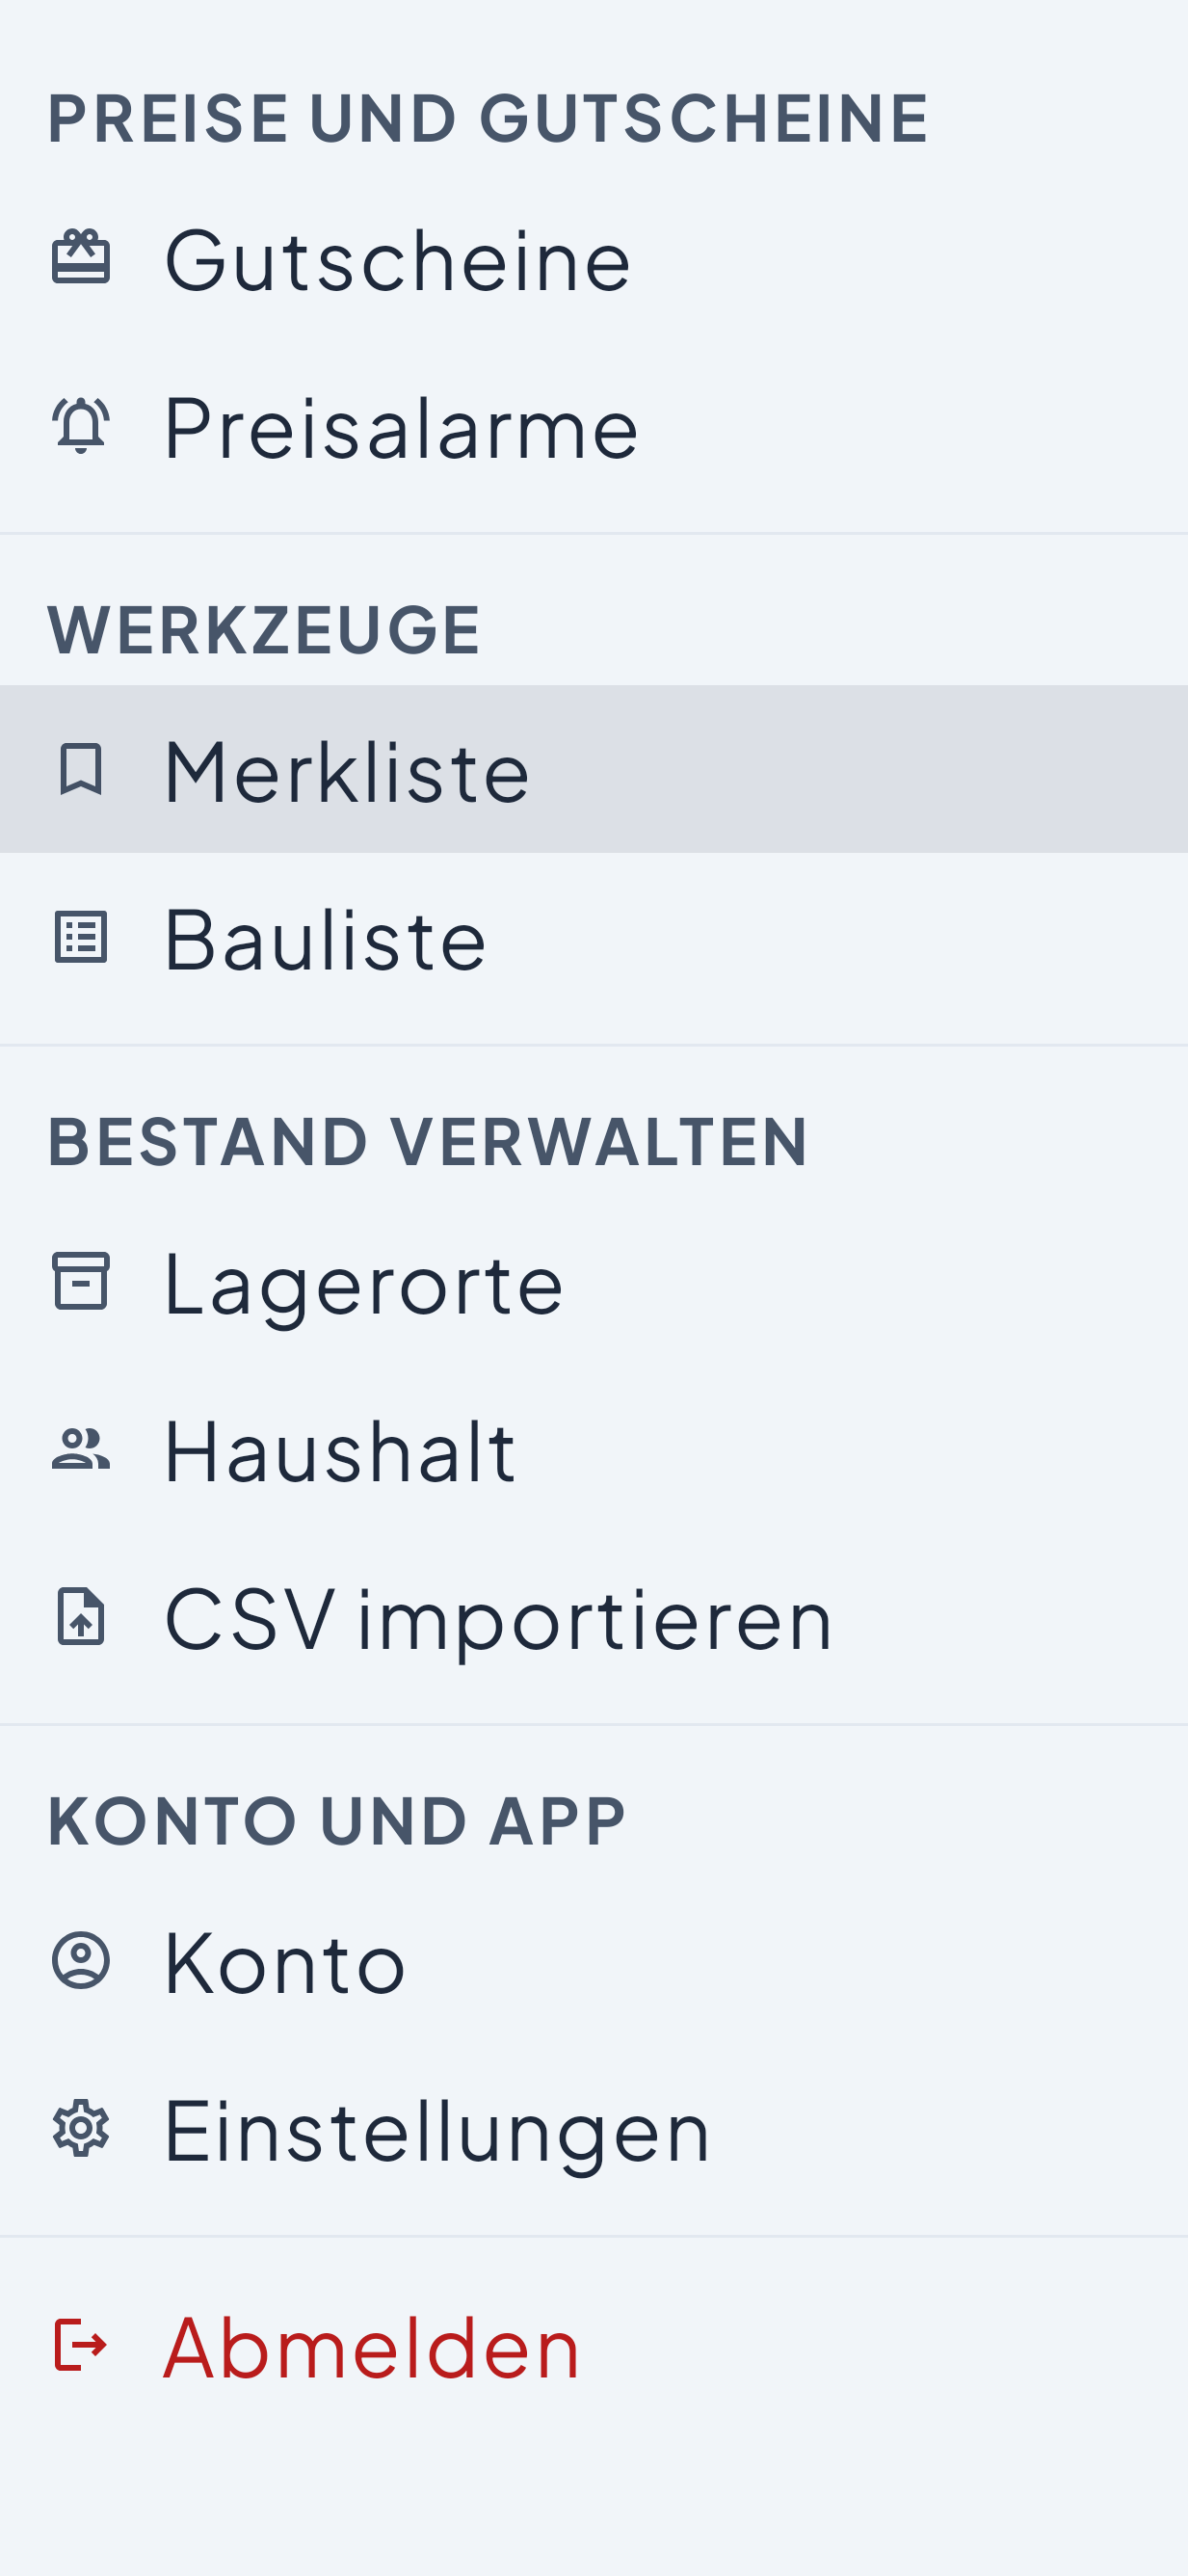 PREISE UND GUTSCHEINE
Gutscheine
Preisalarme
WERKZEUGE
Merkliste
Bauliste
BESTAND VERWALTEN
Lagerorte
Haushalt
CSV importieren
KONTO UND APP
Konto
Einstellungen
Abmelden